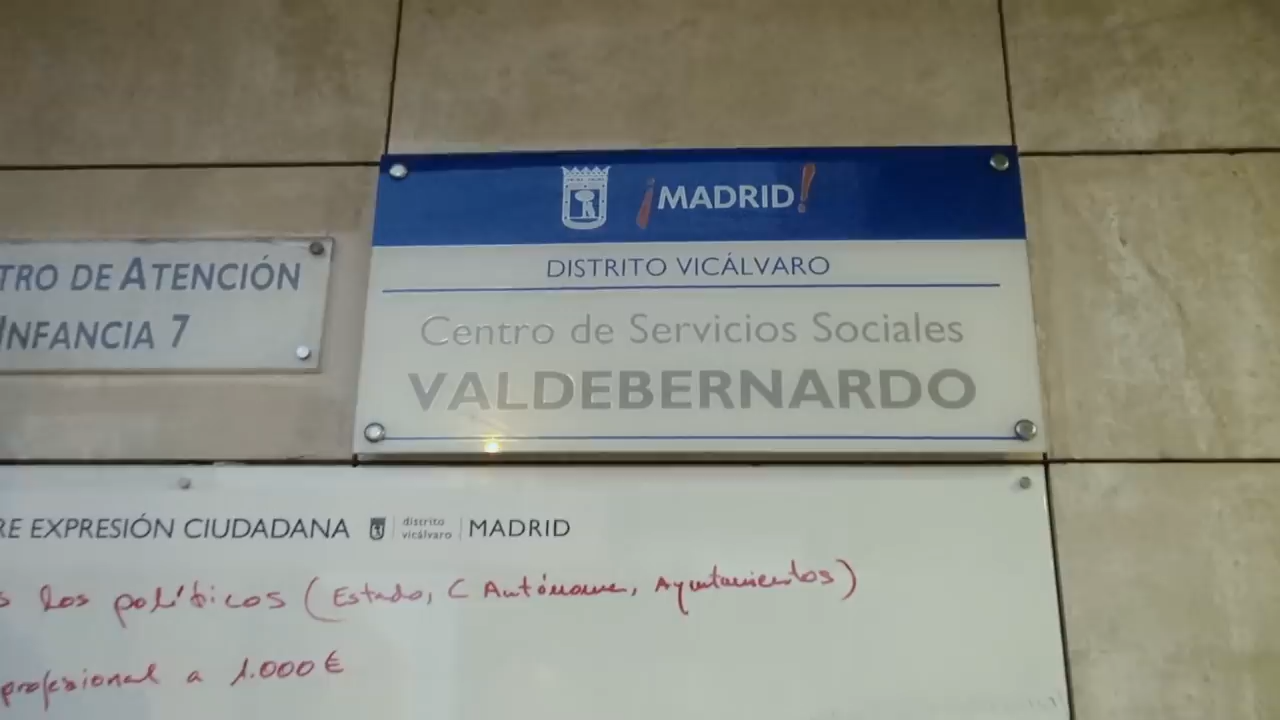 ¡MADRID!
DISTRITO VICÁLVARO
Centro de Servicios Sociales
VALDEBERNARDO
TRO DE ATENCIÓN
INFANCIA 7
RE EXPRESIÓN CIUDADANA distrito vicálvaro MADRID
s los políticos (Estado, C Autónoma, Ayuntamientos)
profesional a 1.000 €